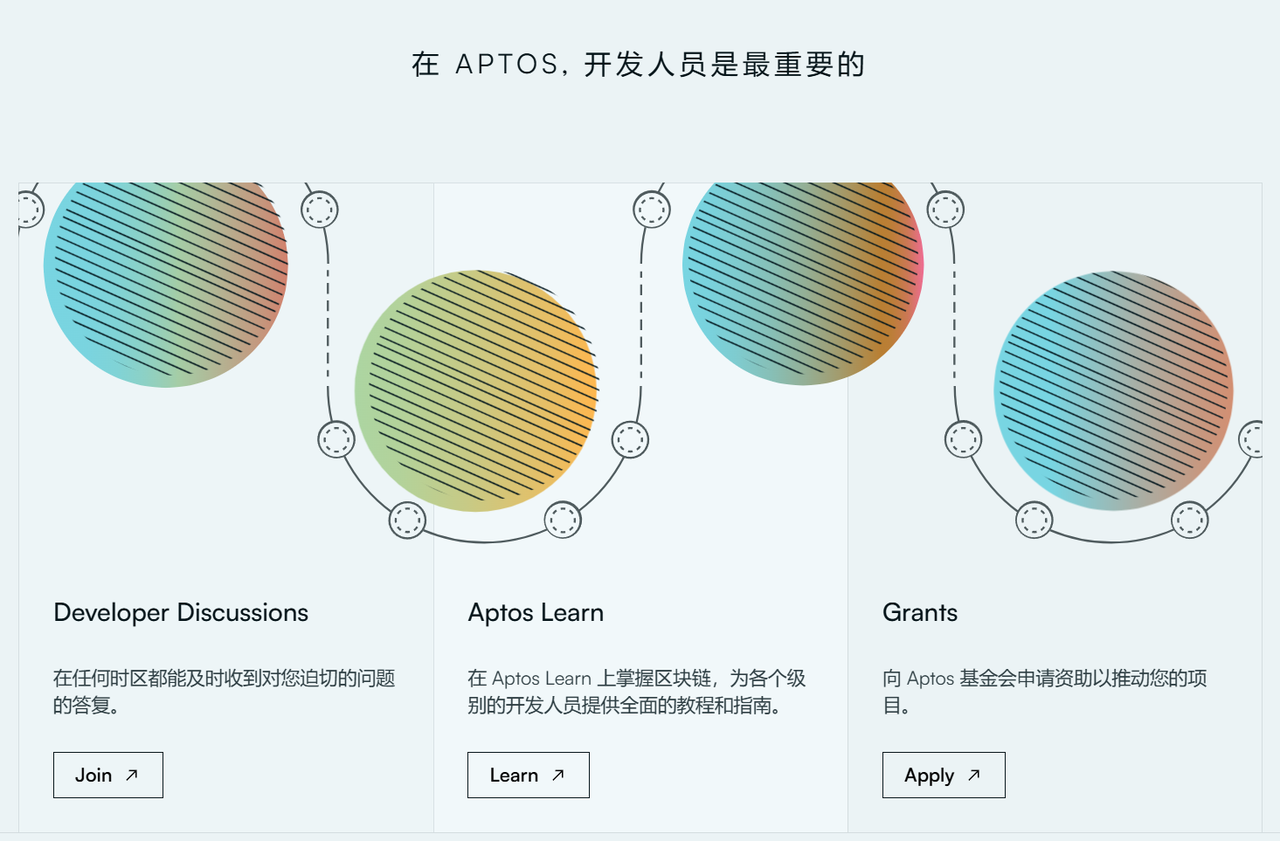 在 APTOS, 开发人员是最重要的
Developer Discussions
在任何时区都能及时收到对您迫切的问题
的答复。
Join
Aptos Learn
在 Aptos Learn 上掌握区块链，为各个级
别的开发人员提供全面的教程和指南。
Learn
Grants
向 Aptos 基金会申请资助以推动您的项
目。
Apply